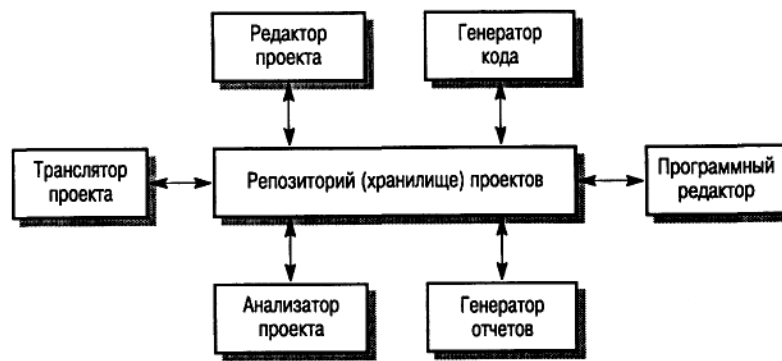 Редактор
проекта
Генератор
кода
Транслятор
проекта
Репозиторий (хранилище) проектов
Программный
редактор
Анализатор
проекта
Генератор
отчетов